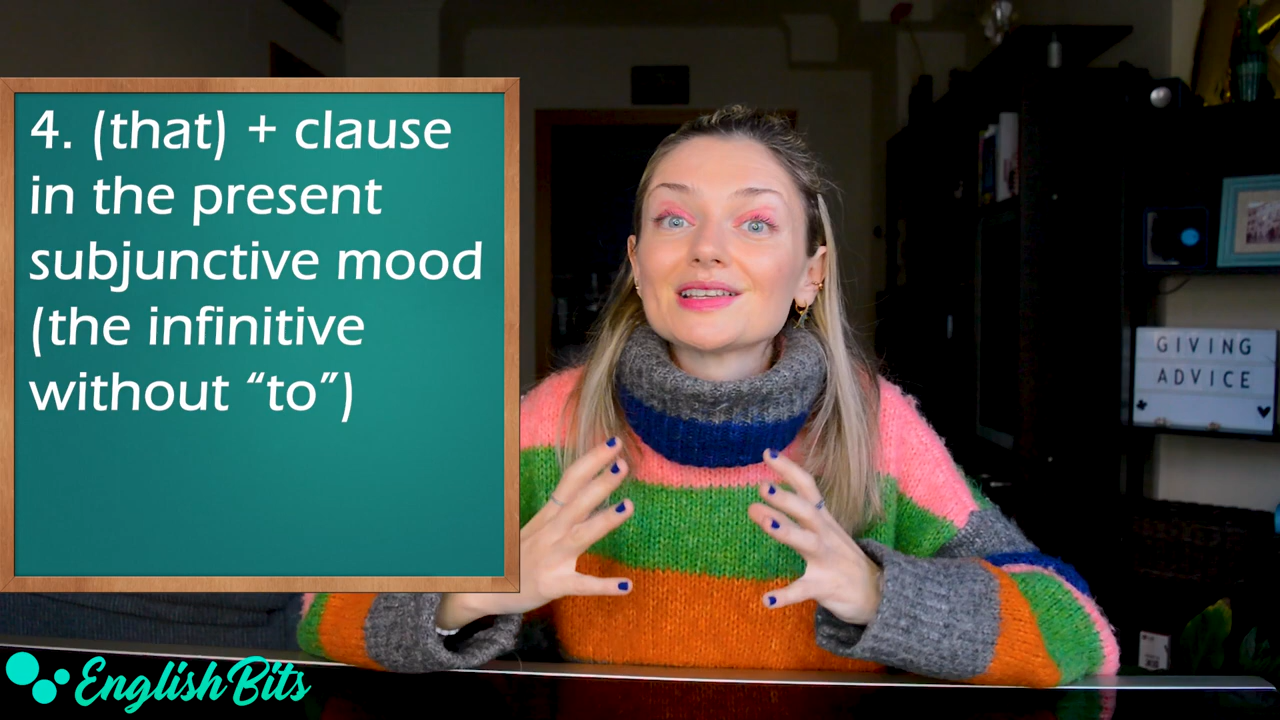 4. (that) + clause
in the present
subjunctive mood
(the infinitive
without “to”)
GIVING
ADVICE
EnglishBits